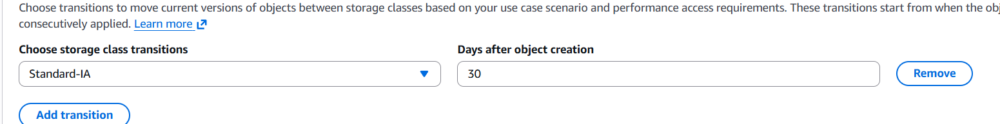 Choose transitions to move current versions of objects between storage classes based on your use case scenario and performance access requirements. These transitions start from when the obj
consecutively applied. Learn more
Choose storage class transitions
Days after object creation
Standard-IA
30
Remove
Add transition